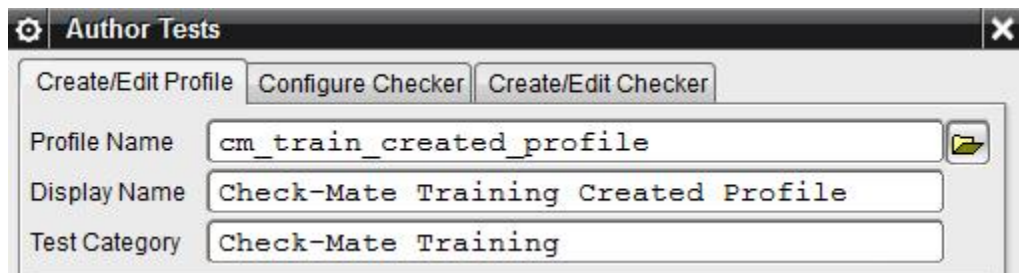 Author Tests
Create/Edit Profile Configure Checker Create/Edit Checker
Profile Name cm_train_created_profile
Display Name Check-Mate Training Created Profile
Test Category Check-Mate Training